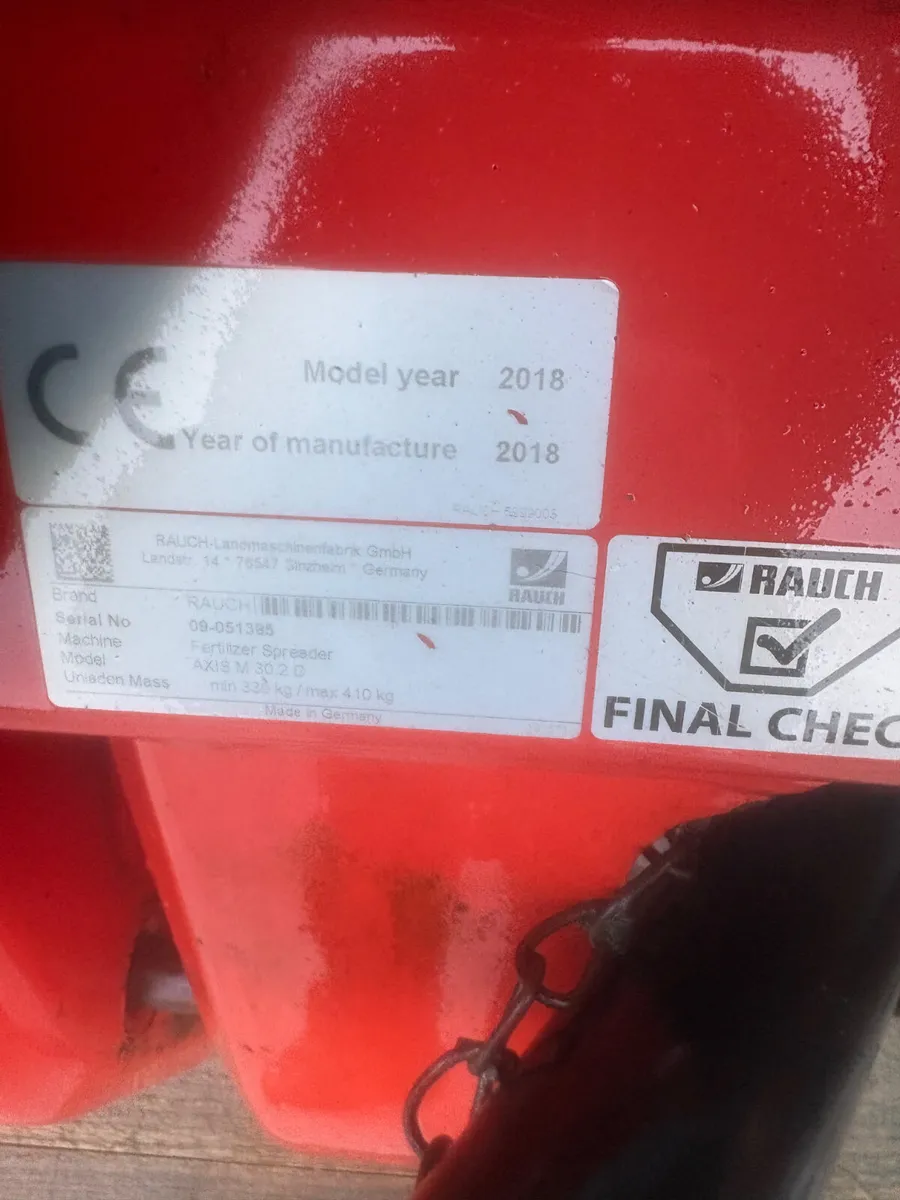 CE
Model year 2018
Year of manufacture 2018
RAUCH
RAUCH-Landmaschinenfabrik GmbH
Landstr. 14 * 76547 Sinzheim * Germany
RAUCH
Brand RAUCH
Serial No 09-051385
Machine Fertilizer Spreader
Model AXIS M 30.2
Unladen Mass min 330 kg / max 410 kg
Made in Germany
RAUCH
FINAL CHEC